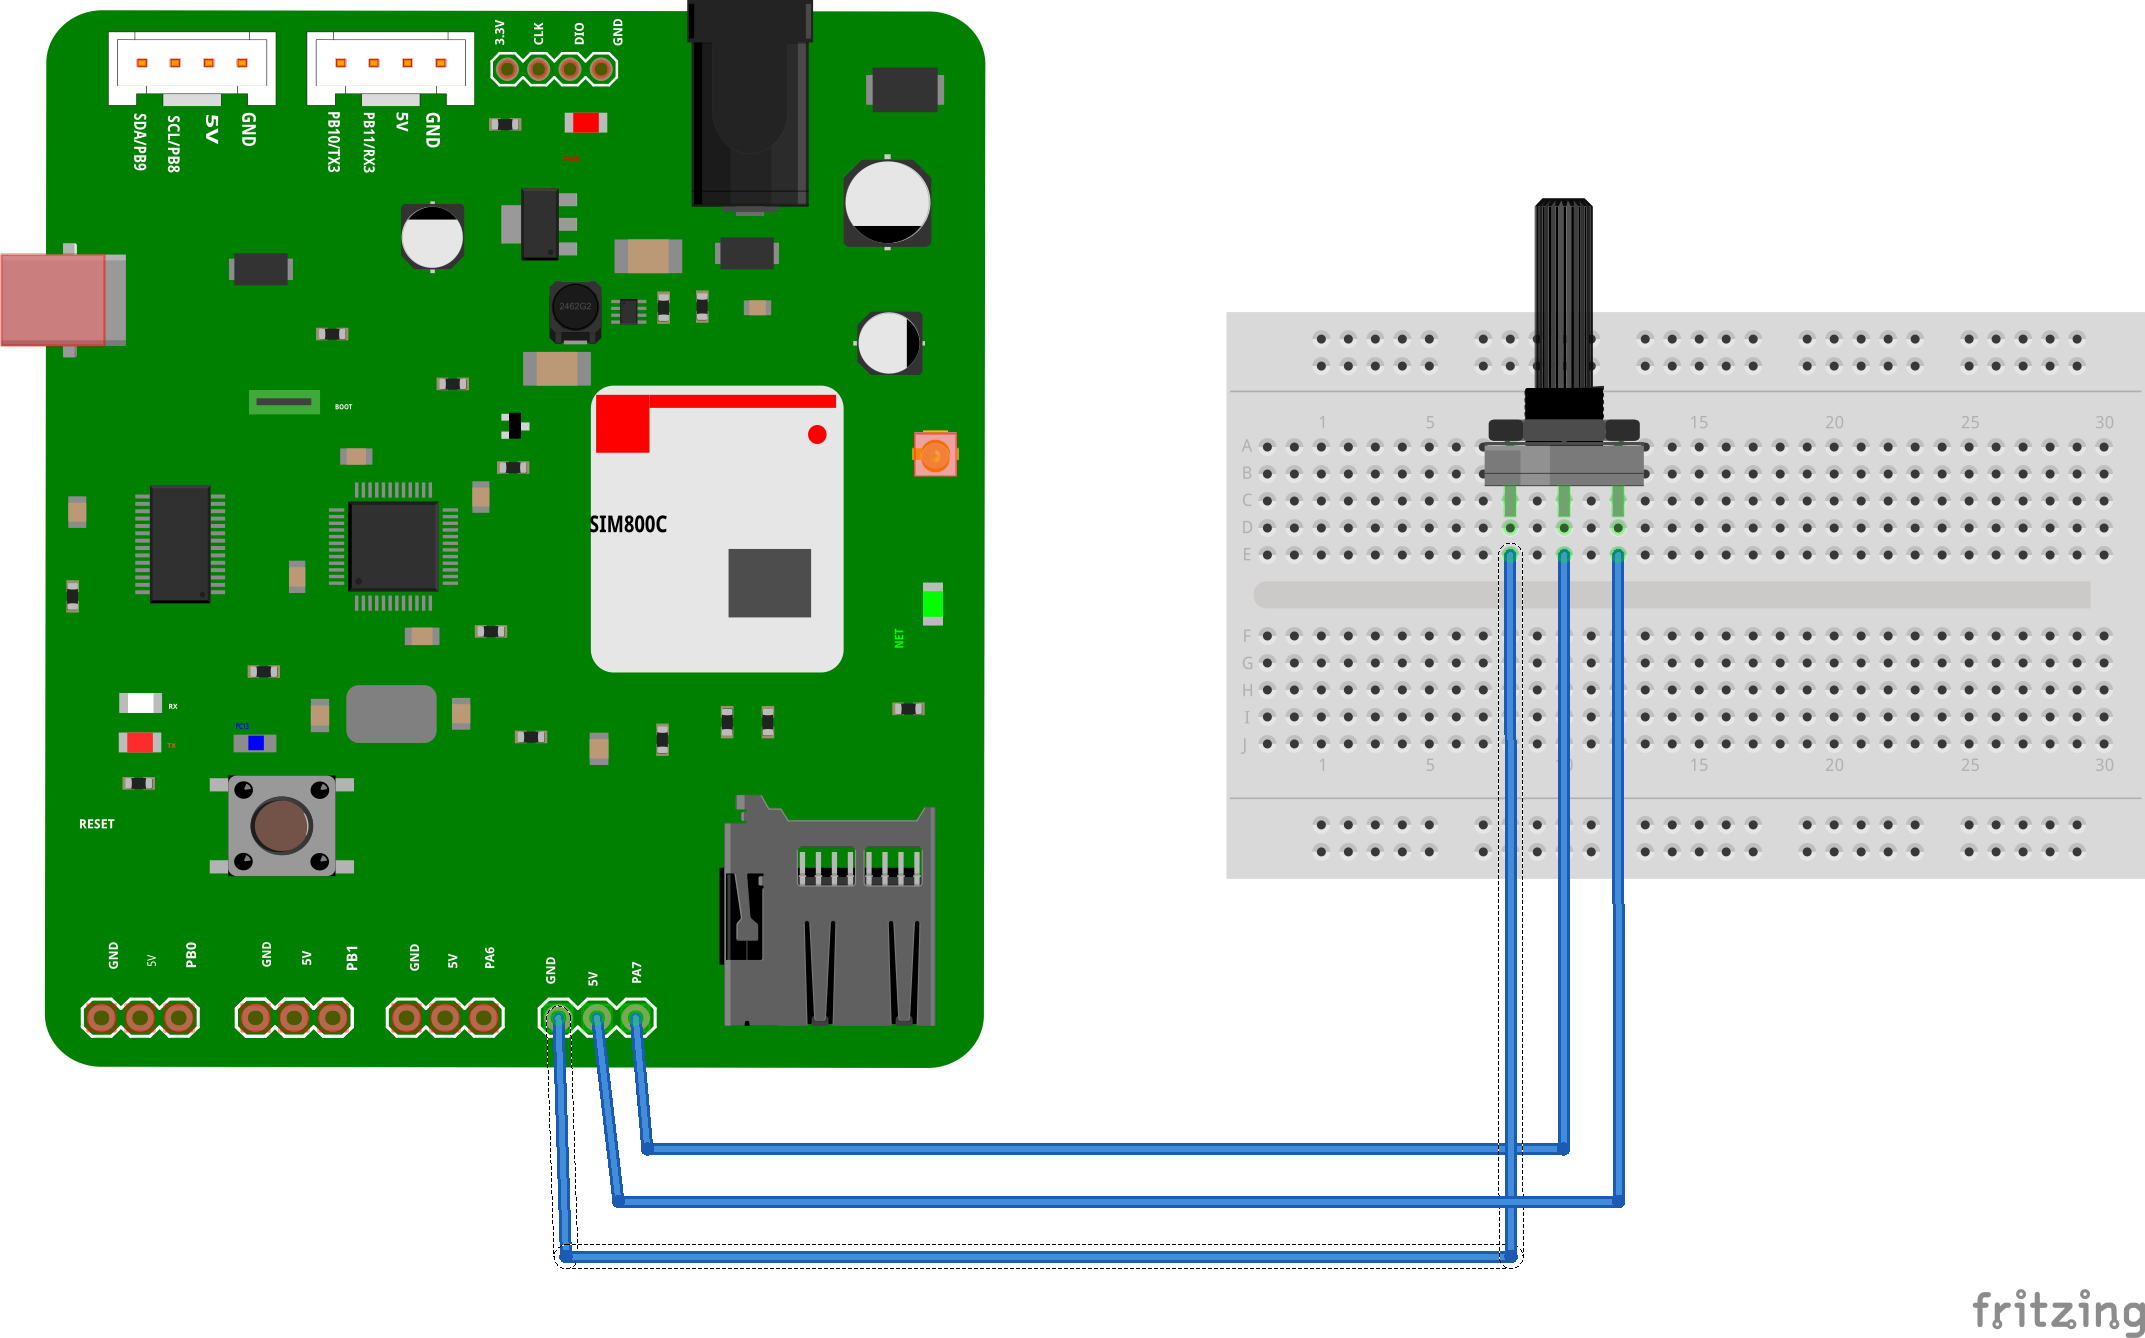 3.3V
CLK
DIO
GND
SDA/PB9
SCL/PB8
5V
GND
PB10/TX3
PB11/RX3
5V
GND
PWR
2462G2
BOOT
SIM800C
NET
RX
TX
PC13
RESET
GND
5V
PB0
GND
5V
PB1
GND
5V
PA6
GND
5V
PA7
1 5 15 20 25 30
A
B
C
D
E
F
G
H
I
J
1 5 15 20 25 30
fritzing